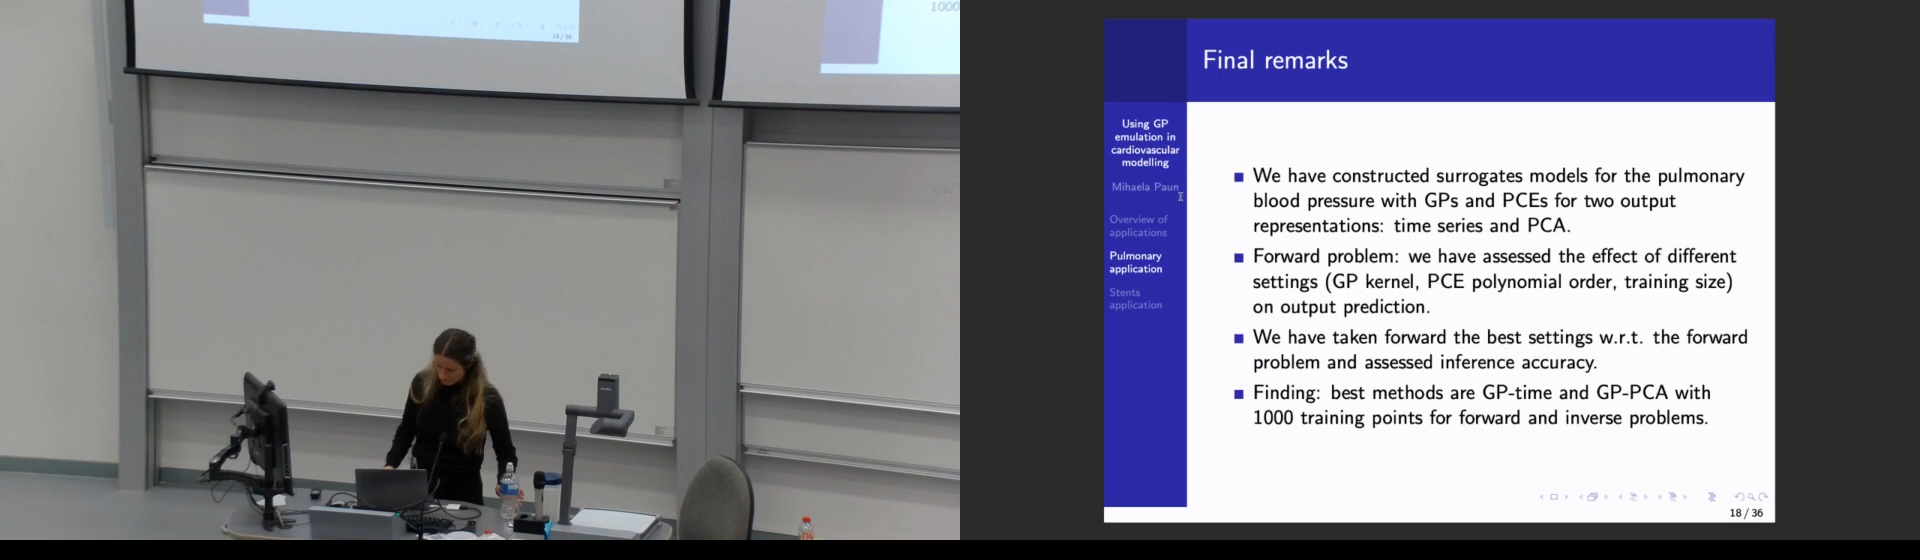 18 / 36
1000
Final remarks
Using GP
emulation in
cardiovascular
modelling
Mihaela Paun
Overview of
applications
Pulmonary
application
Stents
application
We have constructed surrogates models for the pulmonary
blood pressure with GPs and PCEs for two output
representations: time series and PCA.
Forward problem: we have assessed the effect of different
settings (GP kernel, PCE polynomial order, training size)
on output prediction.
We have taken forward the best settings w.r.t. the forward
problem and assessed inference accuracy.
Finding: best methods are GP-time and GP-PCA with
1000 training points for forward and inverse problems.
18 / 36